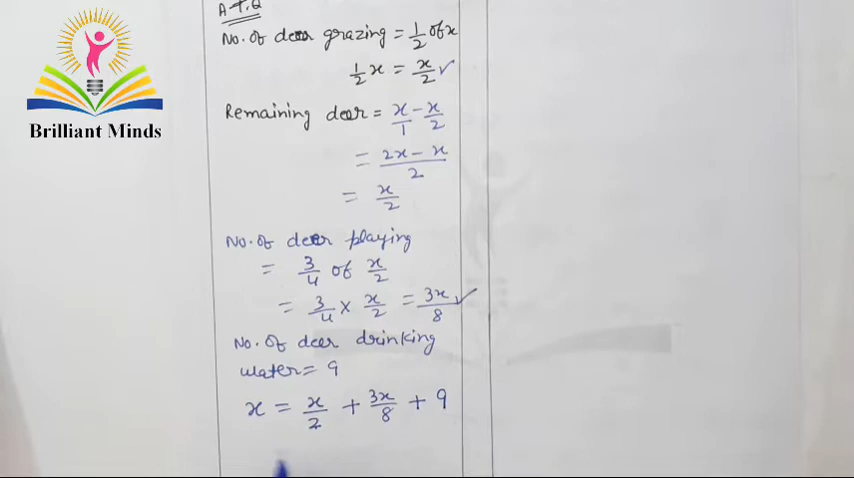 A.T.Q
No. of deer grazing = 1/2 of x
1/2 x = x/2 ✓
Remaining deer = x/1 - x/2
= 2x - x/2
= x/2
No. of deer playing
= 3/4 of x/2
= 3/4 × x/2 = 3x/8 ✓
No. of deer drinking
water = 9
x = x/2 + 3x/8 + 9
Brilliant Minds